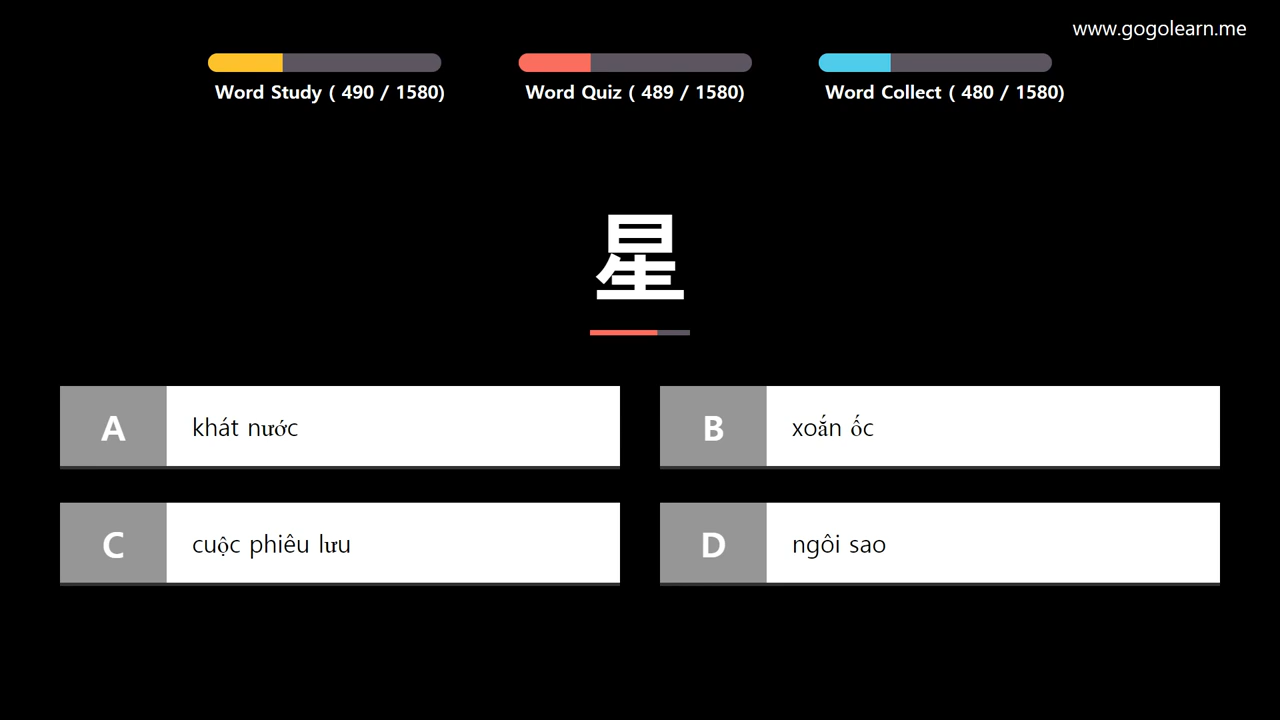 www.gogolearn.me
Word Study ( 490 / 1580)
Word Quiz ( 489 / 1580)
Word Collect ( 480 / 1580)
星
A khát nước
B xoắn ốc
C cuộc phiêu lưu
D ngôi sao